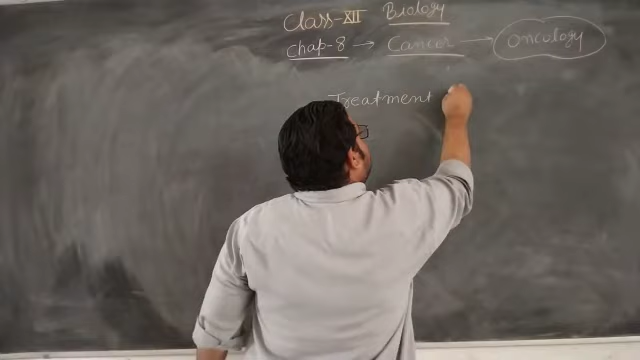 Class-XII Biology
Chap-8 → Cancer → Oncology
Treatment